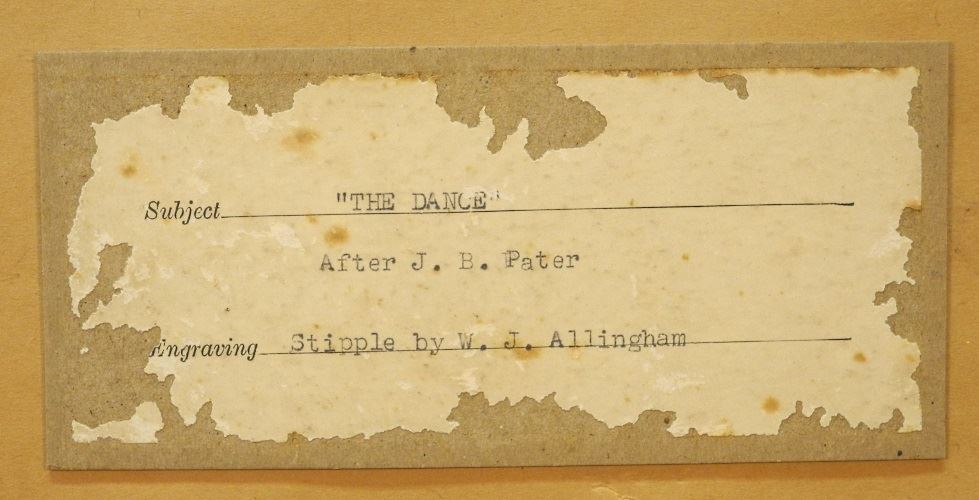 Subject "THE DANCE"
After J. B. Pater
Engraving Stipple by W. J. Allingham